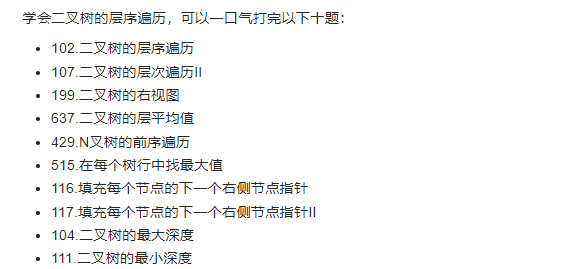 学会二叉树的层序遍历，可以一口气打完以下十题：
• 102.二叉树的层序遍历
• 107.二叉树的层次遍历II
• 199.二叉树的右视图
• 637.二叉树的层平均值
• 429.N叉树的前序遍历
• 515.在每个树行中找最大值
• 116.填充每个节点的下一个右侧节点指针
• 117.填充每个节点的下一个右侧节点指针II
• 104.二叉树的最大深度
• 111.二叉树的最小深度